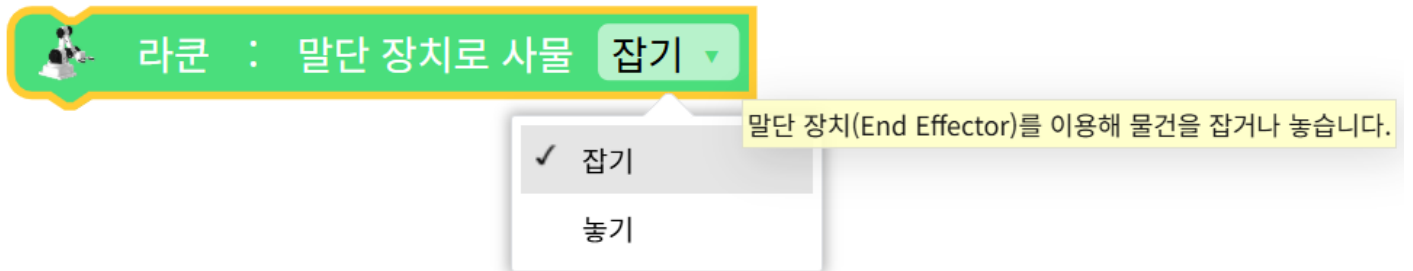 라쿤 : 말단 장치로 사물 잡기
말단 장치(End Effector)를 이용해 물건을 잡거나 놓습니다.
잡기
놓기